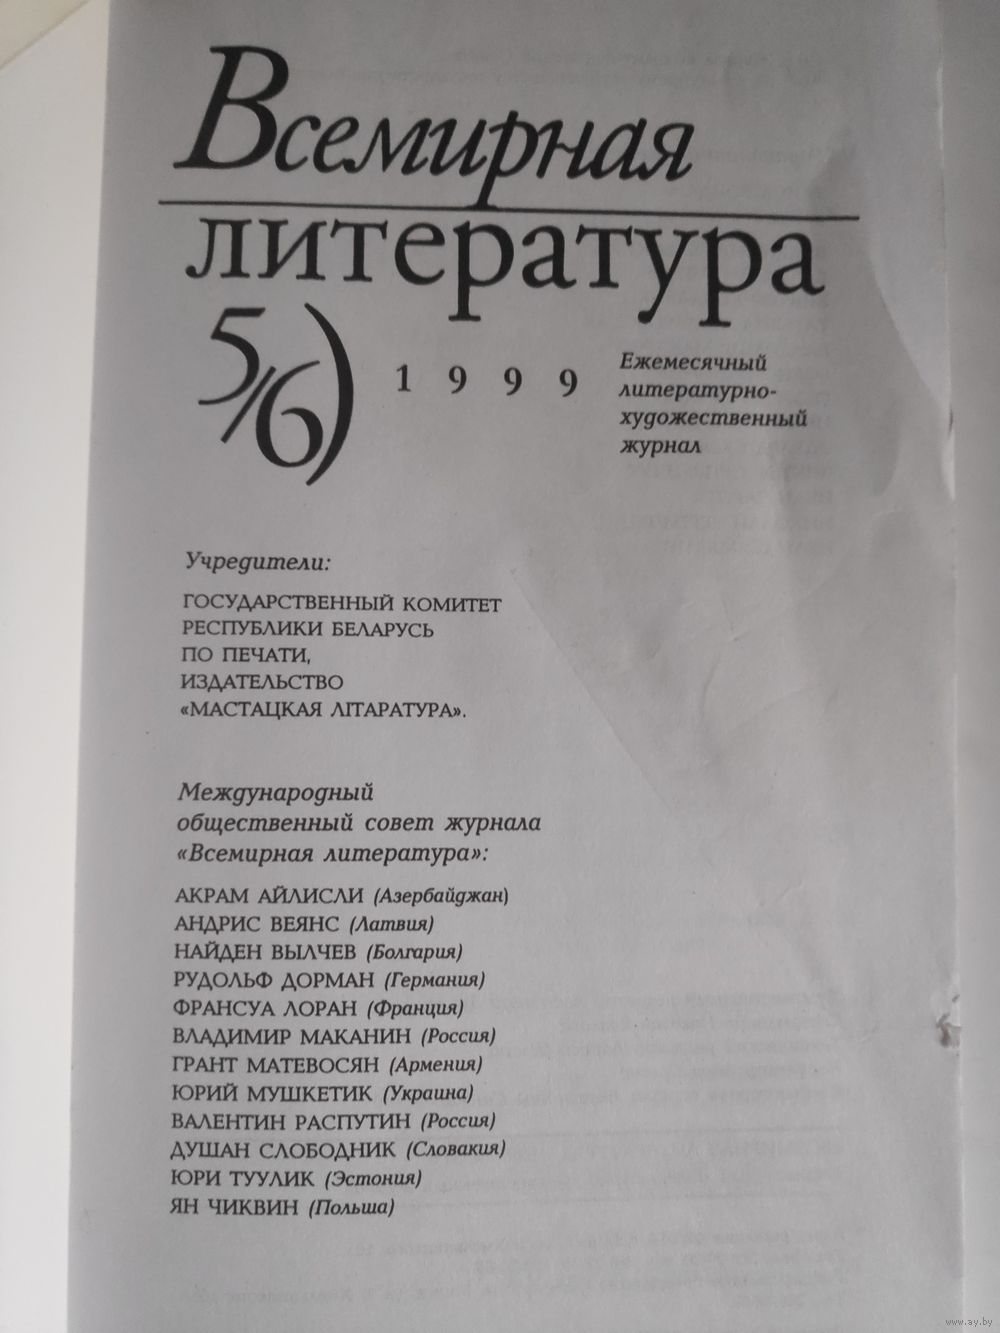 Всемирная
литература
5/6) 1999
Ежемесячный
литературно-
художественный
журнал
Учредители:
ГОСУДАРСТВЕННЫЙ КОМИТЕТ
РЕСПУБЛИКИ БЕЛАРУСЬ
ПО ПЕЧАТИ,
ИЗДАТЕЛЬСТВО
«МАСТАЦКАЯ ЛІТАРАТУРА».
Международный
общественный совет журнала
«Всемирная литература»:
АКРАМ АЙЛИСЛИ (Азербайджан)
АНДРИС ВЕЯНС (Латвия)
НАЙДЕН ВЫЛЧЕВ (Болгария)
РУДОЛЬФ ДОРМАН (Германия)
ФРАНСУА ЛОРАН (Франция)
ВЛАДИМИР МАКАНИН (Россия)
ГРАНТ МАТЕВОСЯН (Армения)
ЮРИЙ МУШКЕТИК (Украина)
ВАЛЕНТИН РАСПУТИН (Россия)
ДУШАН СЛОБОДНИК (Словакия)
ЮРИ ТУУЛИК (Эстония)
ЯН ЧИКВИН (Польша)
www.ay.by